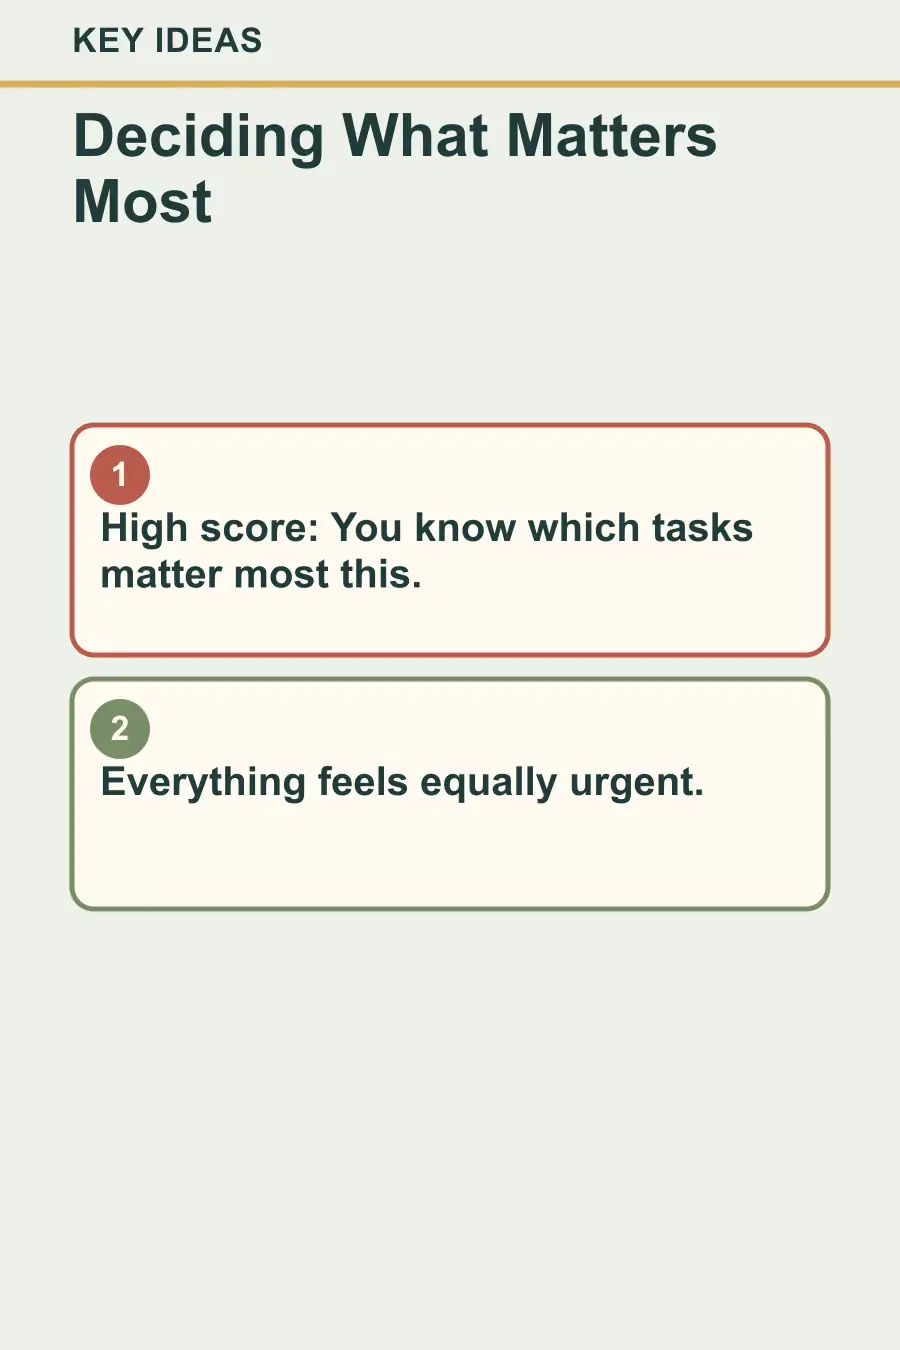 KEY IDEAS
Deciding What Matters
Most
1
High score: You know which tasks
matter most this.
2
Everything feels equally urgent.